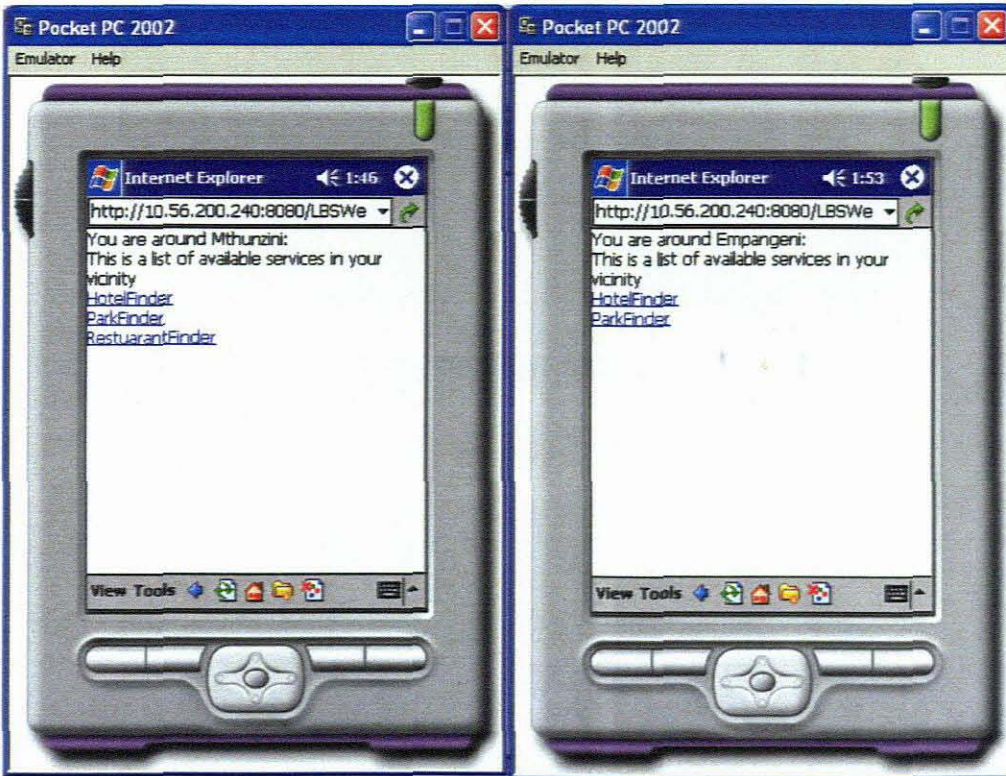 Pocket PC 2002
Emulator Help
Internet Explorer 1:46
http://10.56.200.240:8080/LBSWe
You are around Mthunzini:
This is a list of available services in your
vicinity
HotelFinder
ParkFinder
RestuarantFinder
View Tools
Pocket PC 2002
Emulator Help
Internet Explorer 1:53
http://10.56.200.240:8080/LBSWe
You are around Empangeni:
This is a list of available services in your
vicinity
HotelFinder
ParkFinder
View Tools